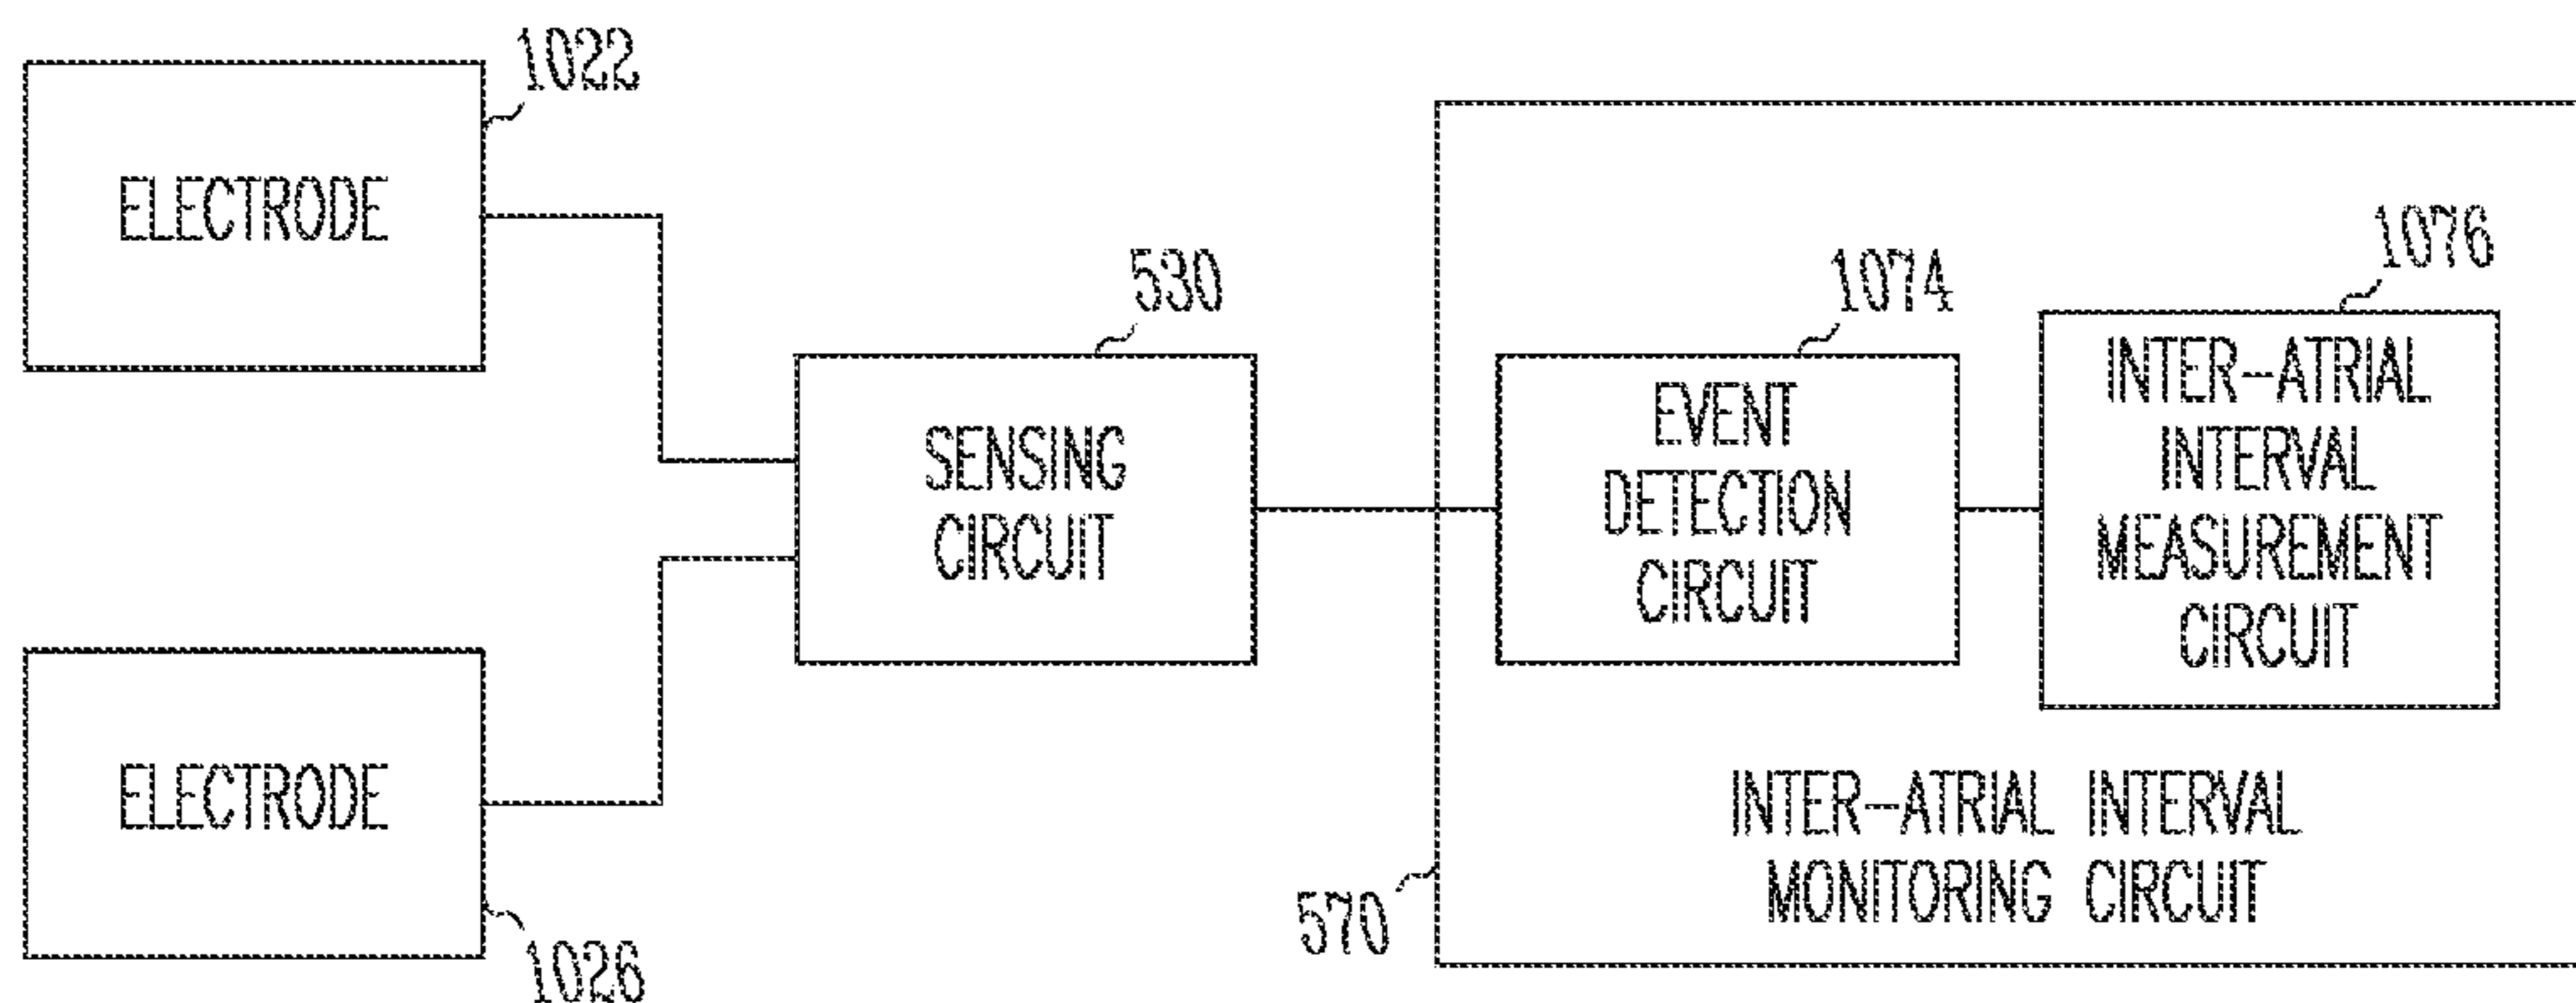 1022
ELECTRODE
530
SENSING
CIRCUIT
1074
EVENT
DETECTION
CIRCUIT
1076
INTER-ATRIAL
INTERVAL
MEASUREMENT
CIRCUIT
ELECTRODE
1026
INTER-ATRIAL INTERVAL
MONITORING CIRCUIT
570